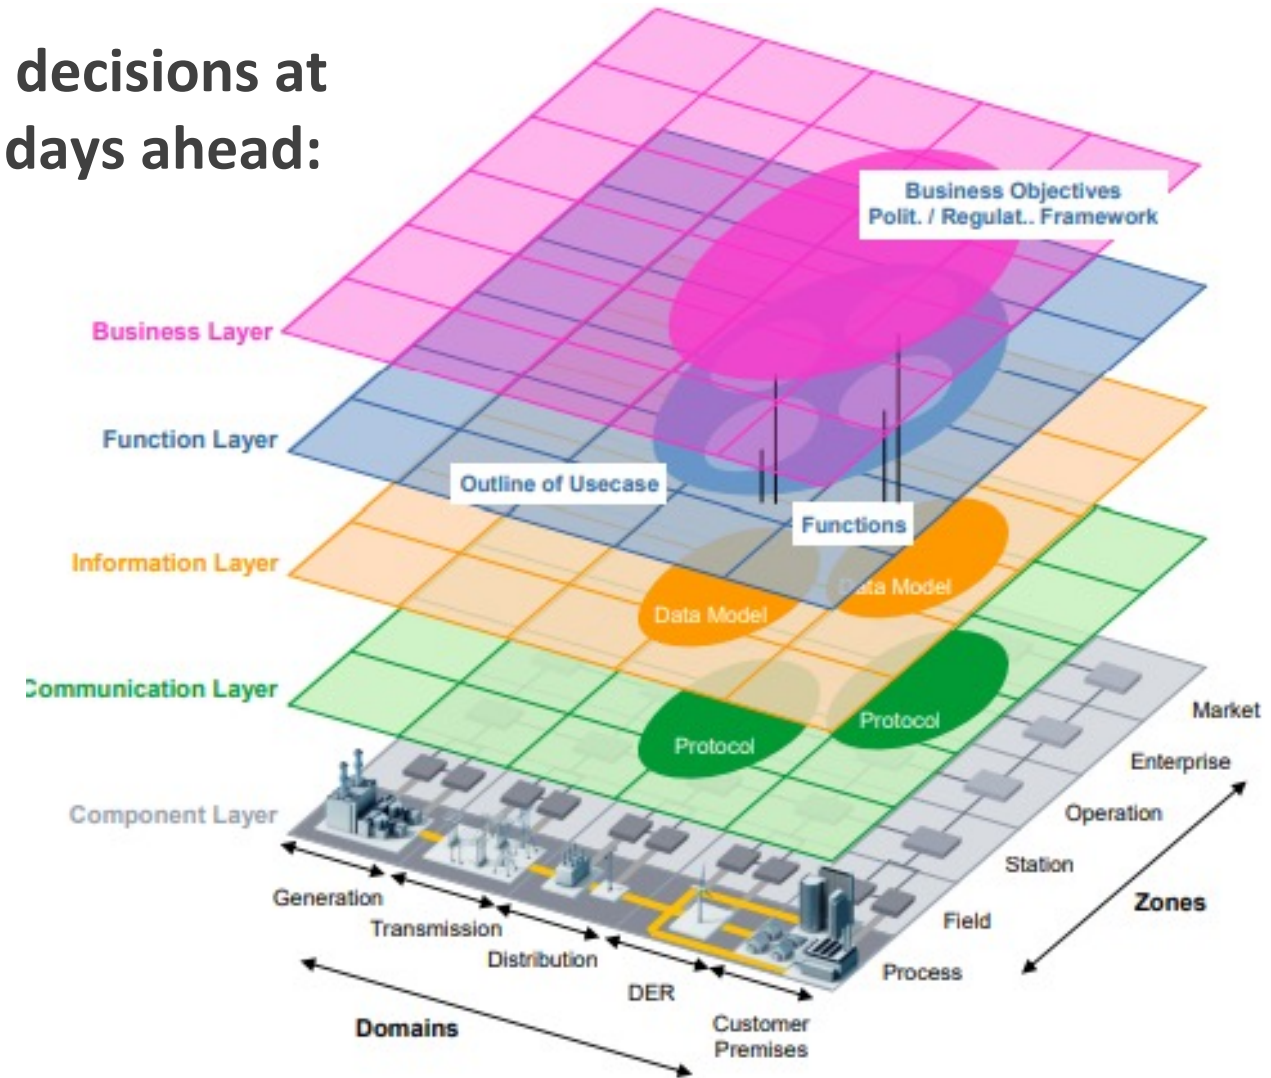 decisions at
days ahead:
Business Objectives
Polit. / Regulat.. Framework
Business Layer
Function Layer
Outline of Usecase
Functions
Information Layer
Data Model
Data Model
Communication Layer
Protocol
Protocol
Component Layer
Market
Enterprise
Operation
Station
Field
Process
Zones
Generation
Transmission
Distribution
DER
Customer
Premises
Domains